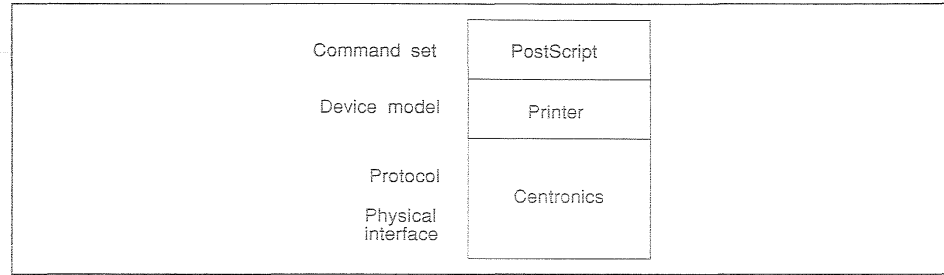 Command set
PostScript
Device model
Printer
Protocol
Centronics
Physical
interface